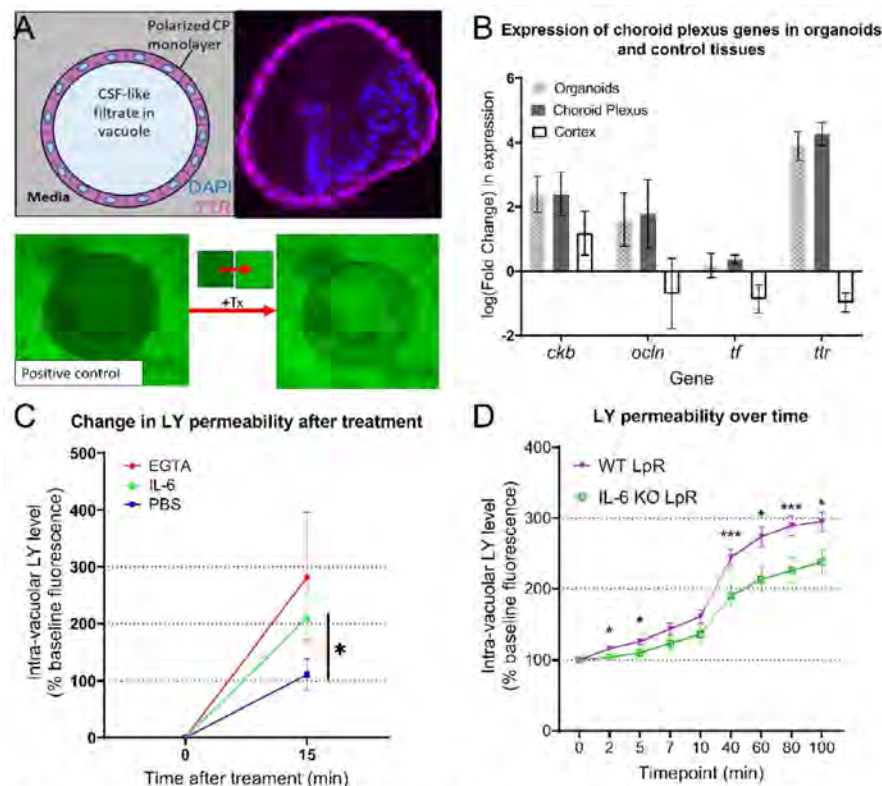 A
Polarized CP
monolayer
CSF-like
filtrate in
vacuole
Media
DAPI
TTR
+Tx
Positive control
B
Expression of choroid plexus genes in organoids
and control tissues
Organoids
Choroid Plexus
Cortex
log(Fold Change) in expression
6
4
2
0
-2
ckb
ocln
tf
ttr
Gene
C
Change in LY permeability after treatment
EGTA
IL-6
PBS
Intra-vacuolar LY level
(% baseline fluorescence)
500
400
300
200
100
0
*
0 15
Time after treament (min)
D
LY permeability over time
WT LpR
IL-6 KO LpR
Intra-vacuolar LY level
(% baseline fluorescence)
400
300
200
100
0
* * *** * *** *
0 2 5 7 10 40 60 80 100
Timepoint (min)